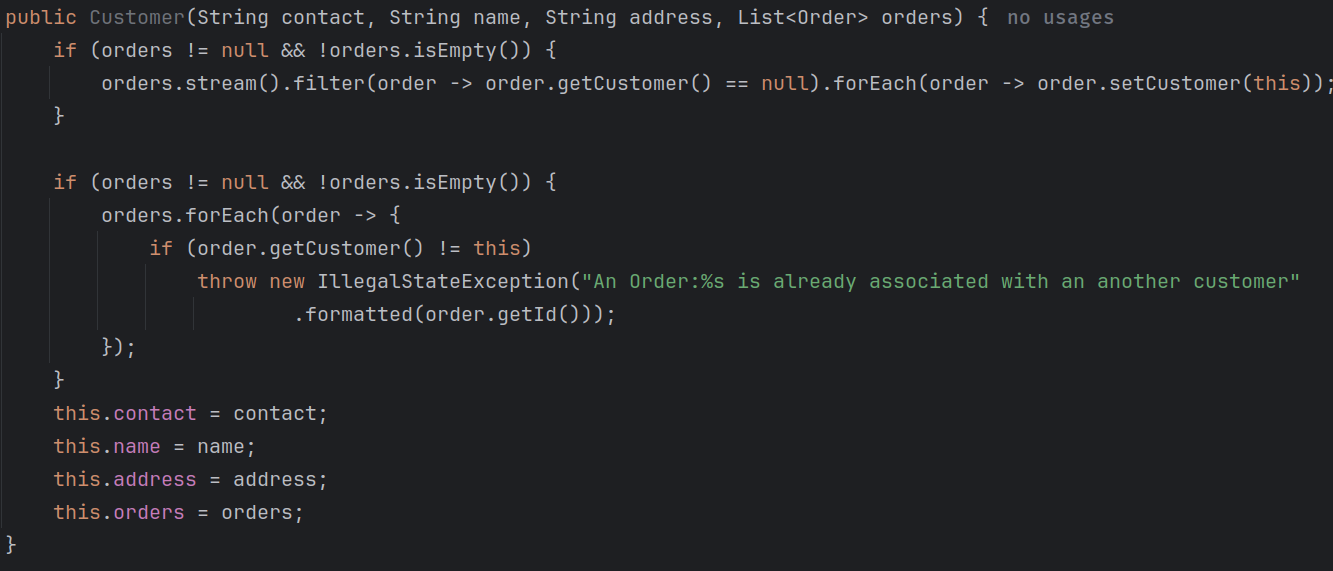 public Customer(String contact, String name, String address, List<Order> orders) { no usages
    if (orders != null && !orders.isEmpty()) {
        orders.stream().filter(order -> order.getCustomer() == null).forEach(order -> order.setCustomer(this));
    }

    if (orders != null && !orders.isEmpty()) {
        orders.forEach(order -> {
            if (order.getCustomer() != this)
                throw new IllegalStateException("An Order:%s is already associated with an another customer"
                        .formatted(order.getId()));
        });
    }
    this.contact = contact;
    this.name = name;
    this.address = address;
    this.orders = orders;
}